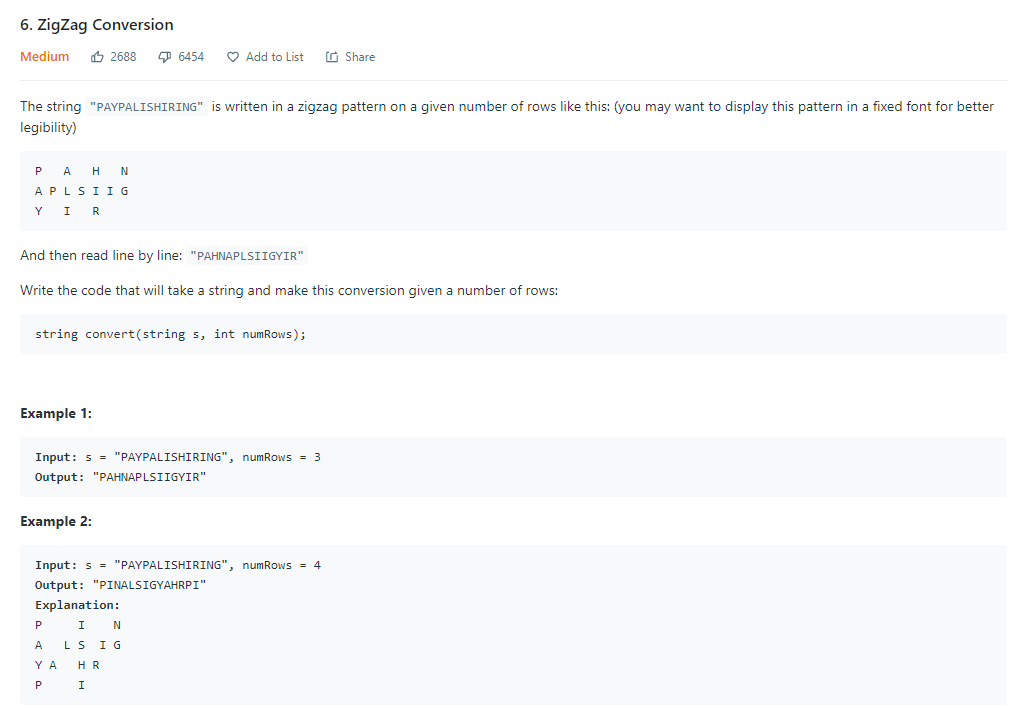 6. ZigZag Conversion
Medium 2688 6454 Add to List Share
The string "PAYPALISHIRING" is written in a zigzag pattern on a given number of rows like this: (you may want to display this pattern in a fixed font for better
legibility)
P   A   H   N
A P L S I I G
Y   I   R
And then read line by line: "PAHNAPLSIIGYIR"
Write the code that will take a string and make this conversion given a number of rows:
string convert(string s, int numRows);
Example 1:
Input: s = "PAYPALISHIRING", numRows = 3
Output: "PAHNAPLSIIGYIR"
Example 2:
Input: s = "PAYPALISHIRING", numRows = 4
Output: "PINALSIGYAHRPI"
Explanation:
P     I    N
A   L S  I G
Y A   H R
P     I